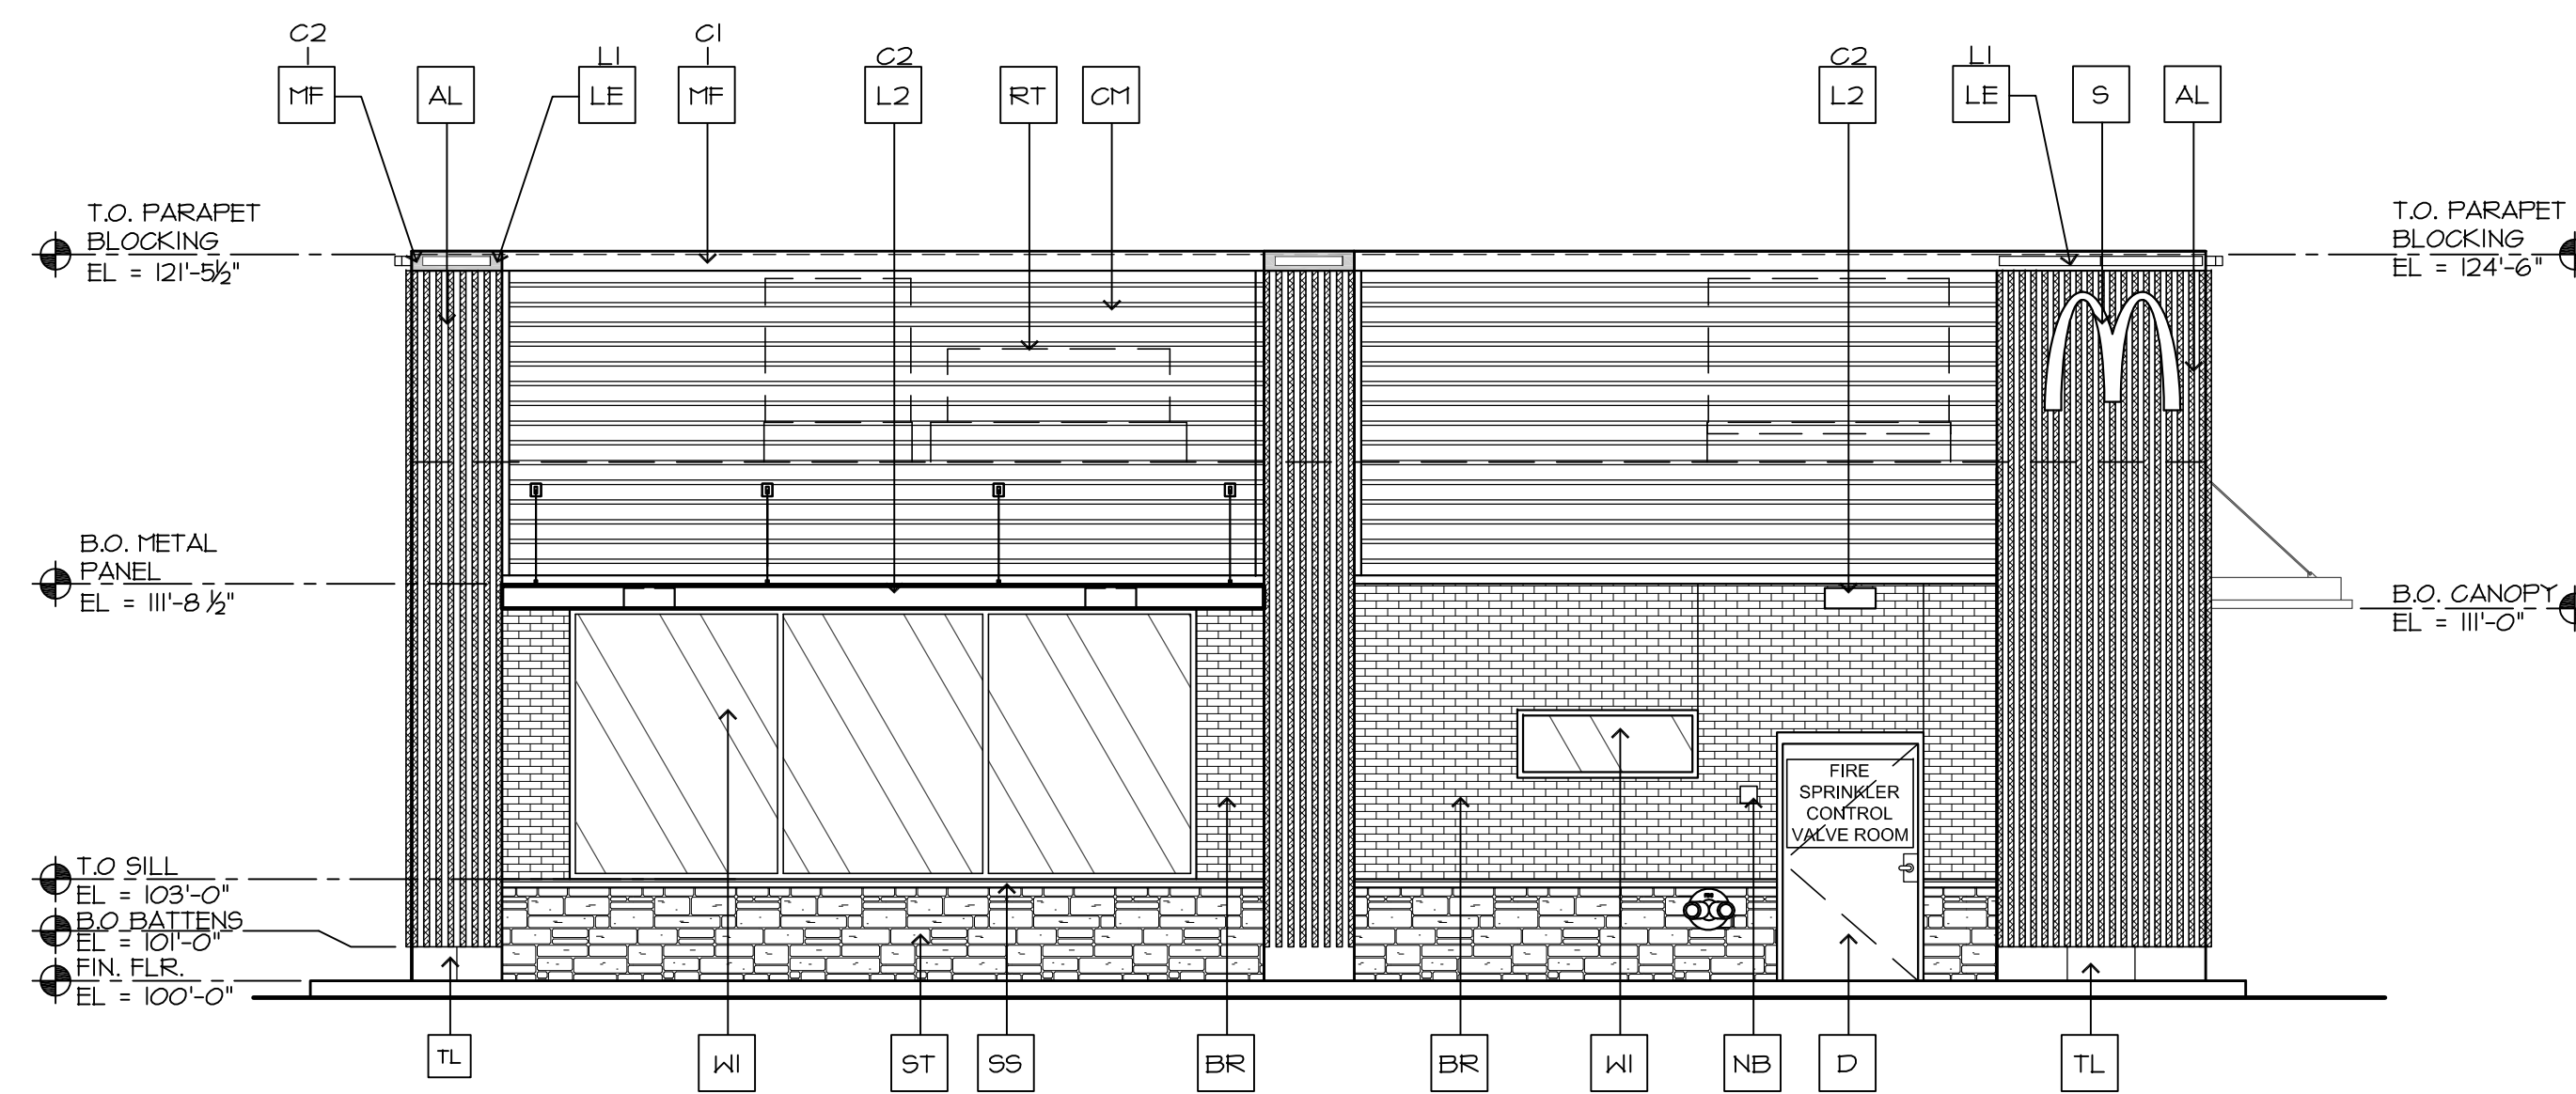 C2
C1
L1
C2
C2
L1
MF
AL
LE
MF
L2
RT
CM
L2
LE
S
AL
T.O. PARAPET
BLOCKING
EL = 121'-5½"
T.O. PARAPET
BLOCKING
EL = 124'-6"
B.O. METAL
PANEL
EL = 111'-8 ½"
B.O. CANOPY
EL = 111'-0"
FIRE
SPRINKLER
CONTROL
VALVE ROOM
T.O SILL
EL = 103'-0"
B.O BATTENS
EL = 101'-0"
FIN. FLR.
EL = 100'-0"
TL
WI
ST
SS
BR
BR
WI
NB
D
TL